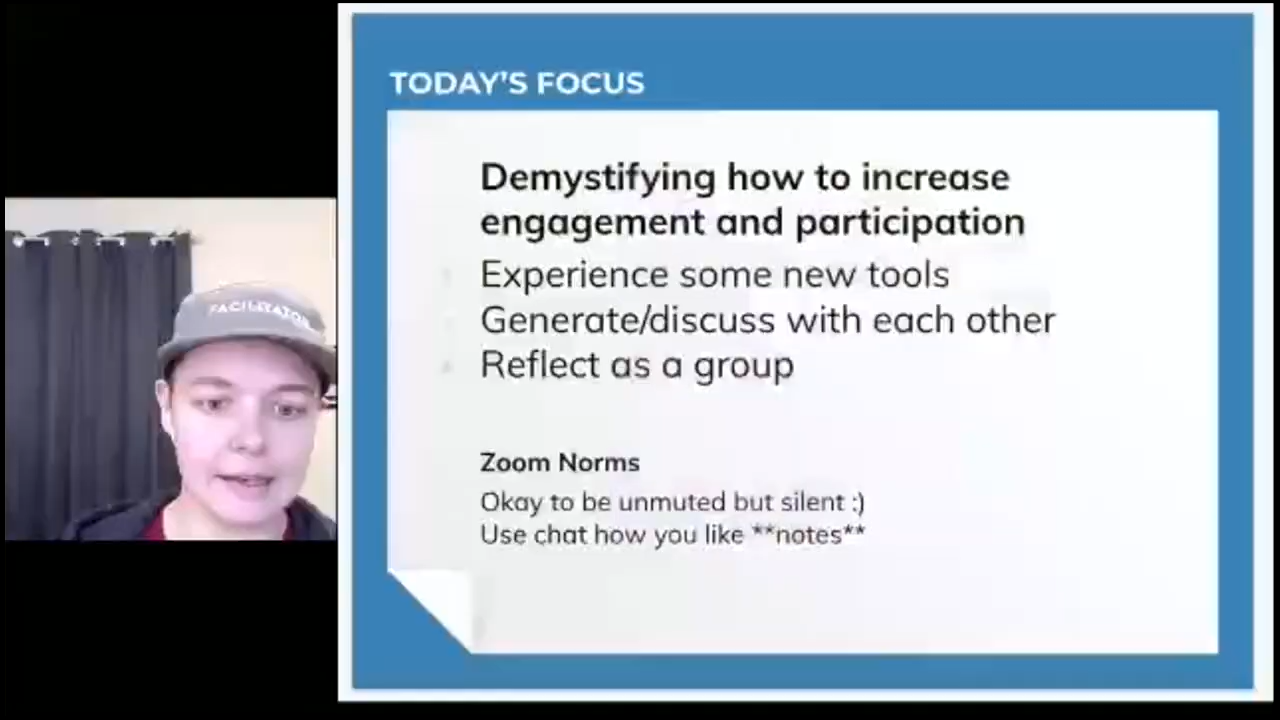 TODAY'S FOCUS
Demystifying how to increase
engagement and participation
Experience some new tools
Generate/discuss with each other
Reflect as a group
Zoom Norms
Okay to be unmuted but silent :)
Use chat how you like **notes**
FACILITATOR